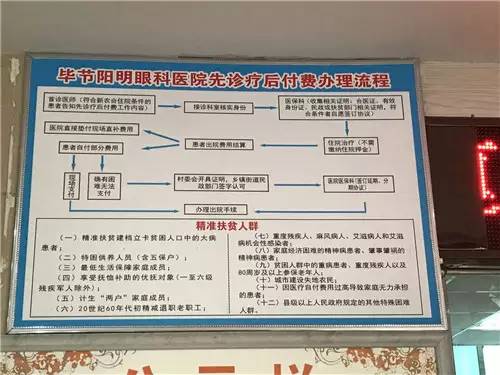 毕节阳明眼科医院先诊疗后付费办理流程
首诊医师（符合新农合住院条件的
患者告知先诊疗后付费工作内容）
接诊科室核实身份
医保科（收集相关证明：合医证、有效
身份证、民政或扶贫部门相关证明，符
合条件者自愿签订协议）
医院直接垫付现场直补费用
患者自付部分费用
患者出院费用结算
住院治疗（不需
缴纳住院押金）
现场支付
确有困
难无法
支付
村委会开具证明，乡镇街道民
政部门签字认可
医院医保科（签订延期、分
期协议）
办理出院手续
精准扶贫人群
（一）精准扶贫建档立卡贫困人口中的大病
患者；
（二）特困供养人员（含五保户）；
（三）最低生活保障家庭成员；
（四）享受抚恤补助的优抚对象（一至六级
残疾军人除外）；
（五）计生“两户”家庭成员；
（六）20世纪60年代初精减退职老职工；
（七）重度残疾人、麻风病人、艾滋病人和艾滋
病机会性感染者；
（八）家庭经济困难的精神病患者、肇事肇祸的
精神病患者；
（九）贫困人群中的重病患者、重度残疾人以及
80周岁及以上参保老年人；
（十）城市建设失地农民；
（十一）因医疗自付费用过高导致家庭无力承担
的患者；
（十二）县级以上人民政府规定的其他特殊困难
人群。